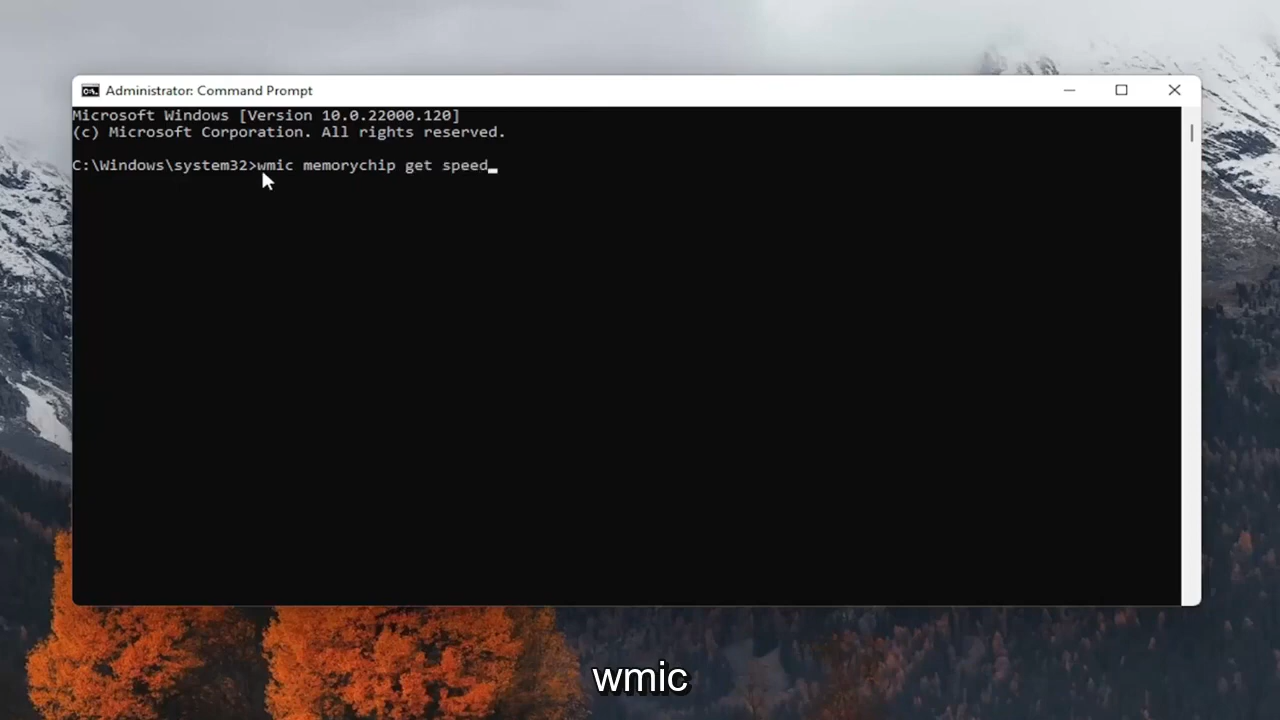 Administrator: Command Prompt
Microsoft Windows [Version 10.0.22000.120]
(c) Microsoft Corporation. All rights reserved.
C:\Windows\system32>wmic memorychip get speed
wmic